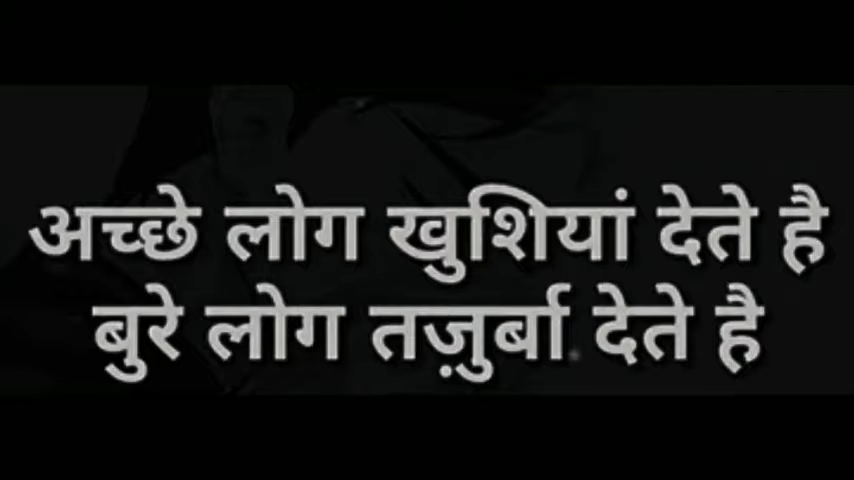 अच्छे लोग खुशियां देते है
बुरे लोग तज़ुर्बा देते है